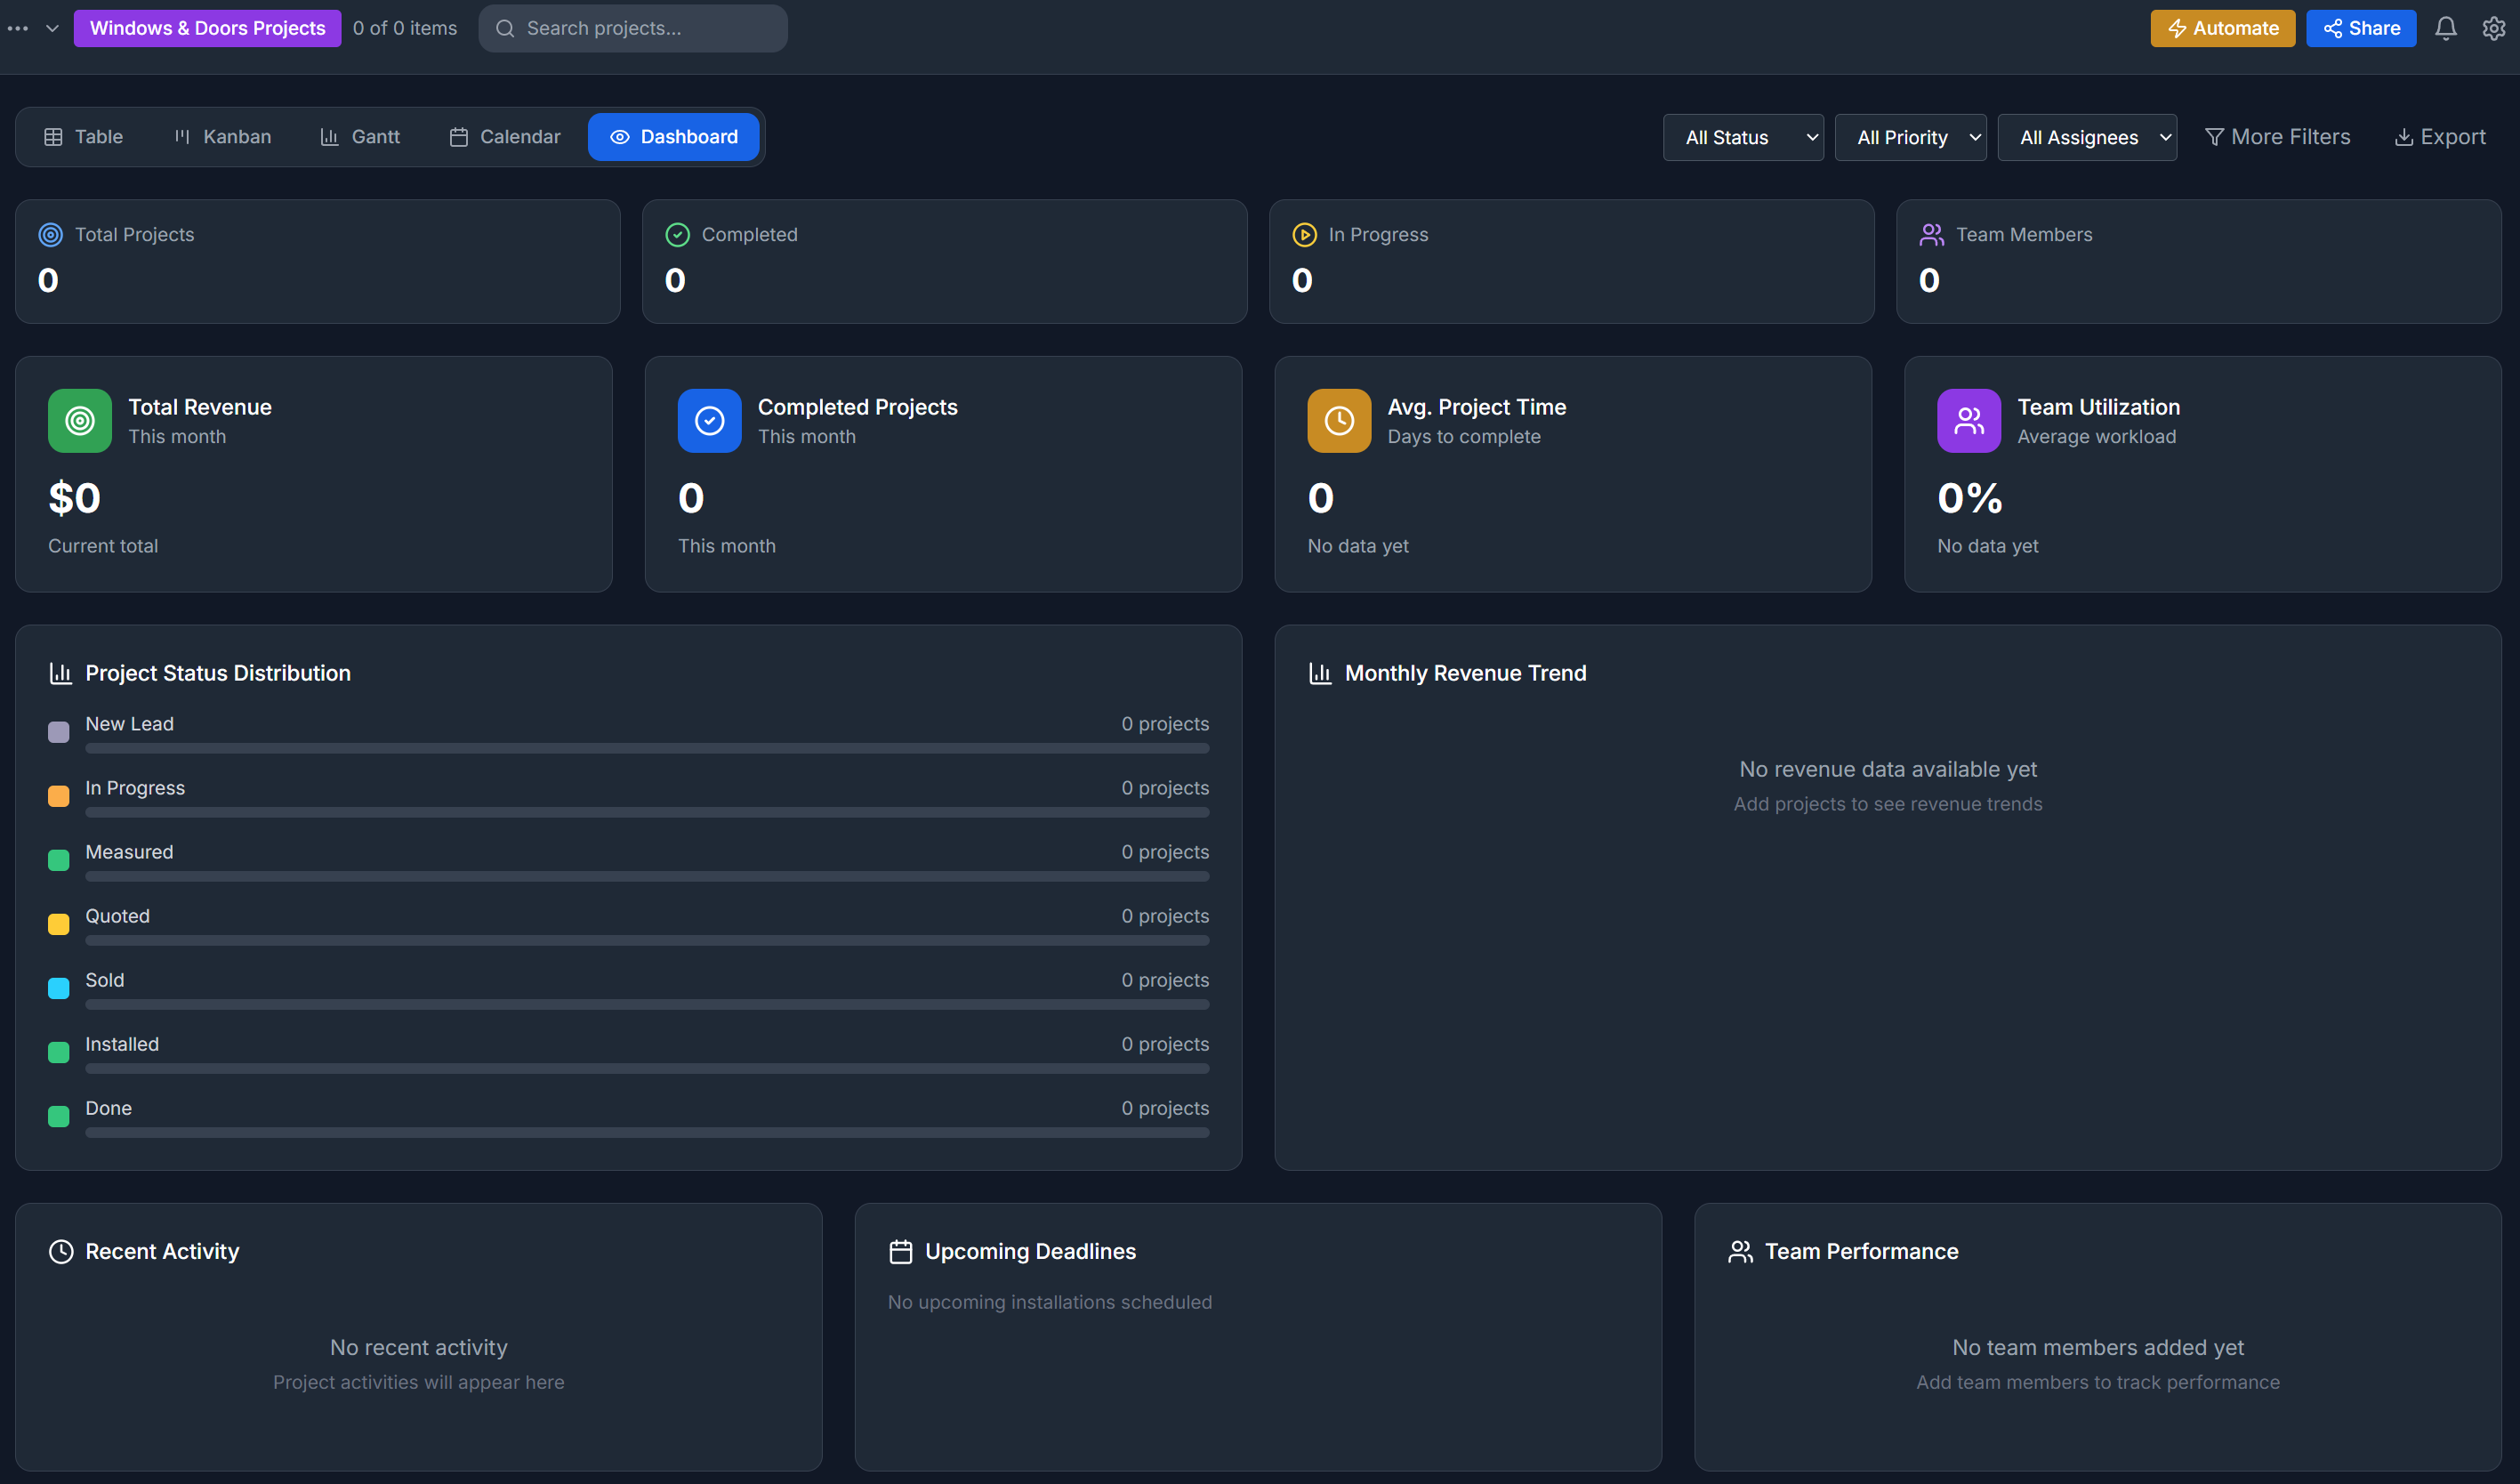 Windows & Doors Projects 0 of 0 items Search projects... Automate Share
Table Kanban Gantt Calendar Dashboard All Status All Priority All Assignees More Filters Export
Total Projects
0
Completed
0
In Progress
0
Team Members
0
Total Revenue
This month
$0
Current total
Completed Projects
This month
0
This month
Avg. Project Time
Days to complete
0
No data yet
Team Utilization
Average workload
0%
No data yet
Project Status Distribution
New Lead 0 projects
In Progress 0 projects
Measured 0 projects
Quoted 0 projects
Sold 0 projects
Installed 0 projects
Done 0 projects
Monthly Revenue Trend
No revenue data available yet
Add projects to see revenue trends
Recent Activity
No recent activity
Project activities will appear here
Upcoming Deadlines
No upcoming installations scheduled
Team Performance
No team members added yet
Add team members to track performance